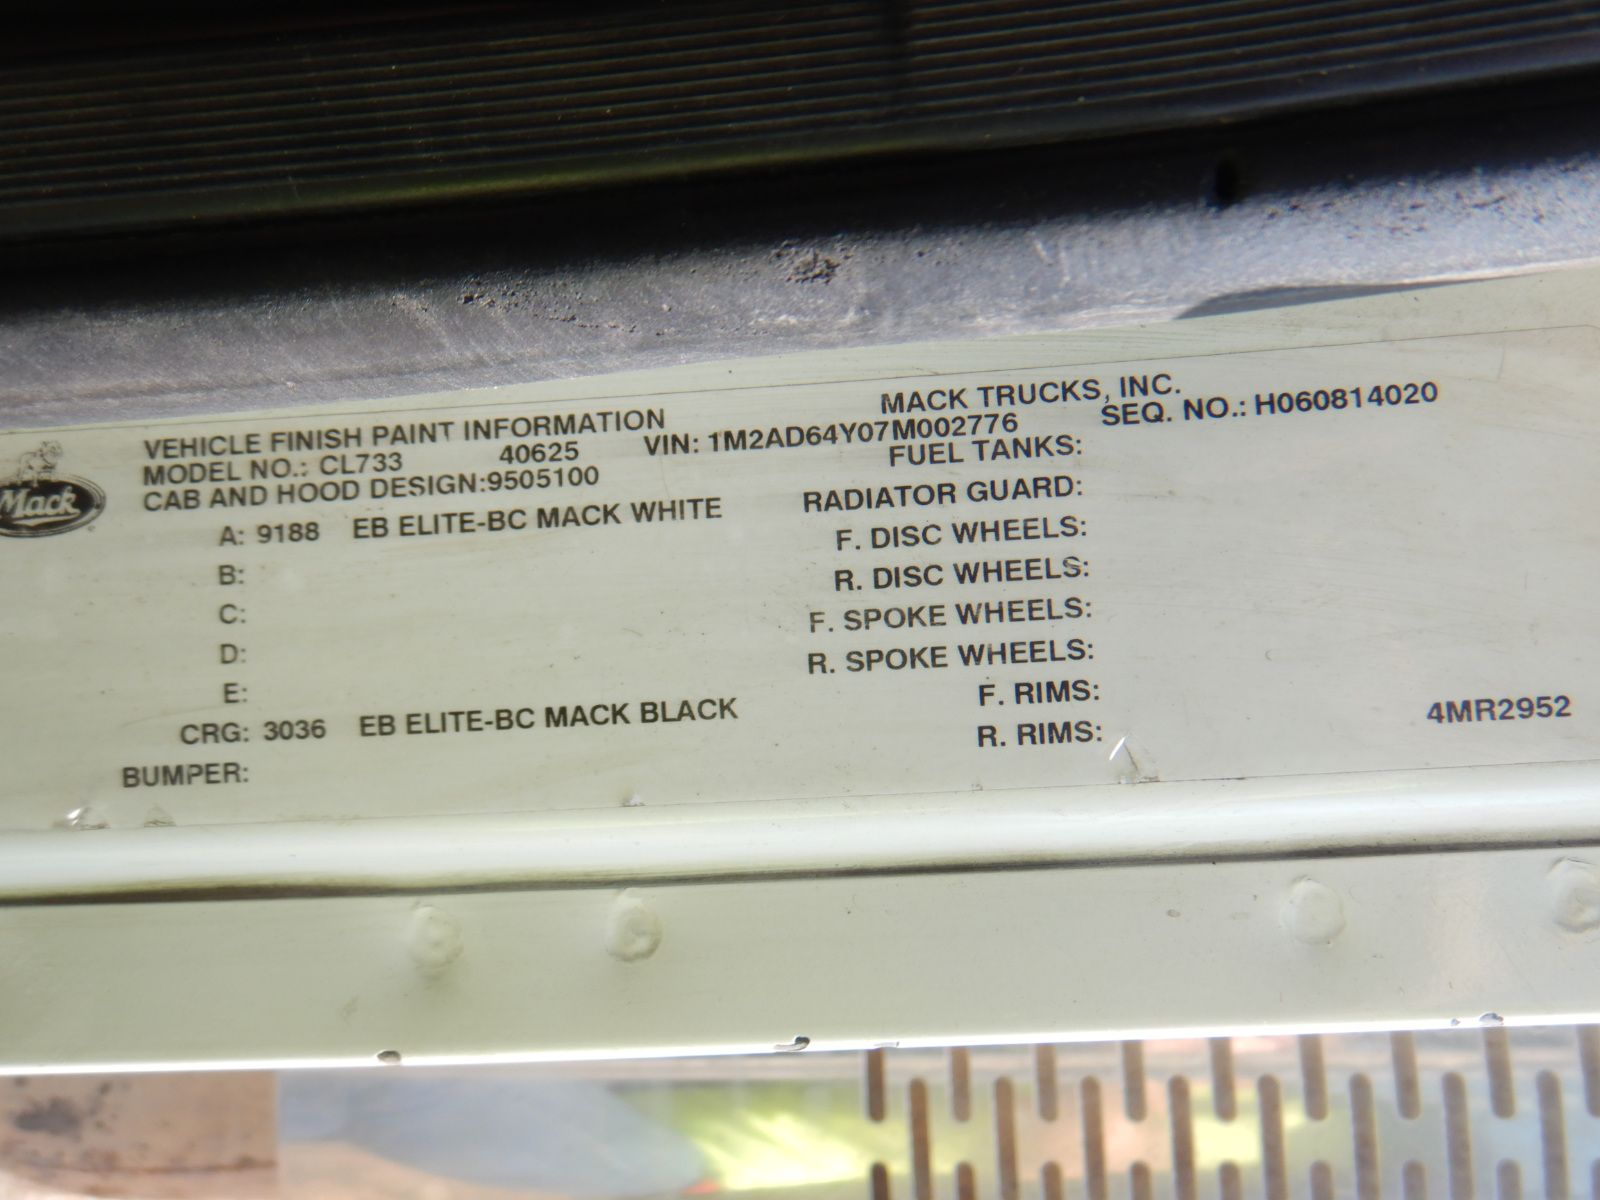 MACK TRUCKS, INC.
VEHICLE FINISH PAINT INFORMATION
MODEL NO.: CL733 40625 VIN: 1M2AD64Y07M002776 SEQ. NO.: H060814020
CAB AND HOOD DESIGN:9505100 FUEL TANKS:
Mack
A: 9188 EB ELITE-BC MACK WHITE RADIATOR GUARD:
B: F. DISC WHEELS:
C: R. DISC WHEELS:
D: F. SPOKE WHEELS:
E: R. SPOKE WHEELS:
CRG: 3036 EB ELITE-BC MACK BLACK F. RIMS: 4MR2952
BUMPER: R. RIMS: